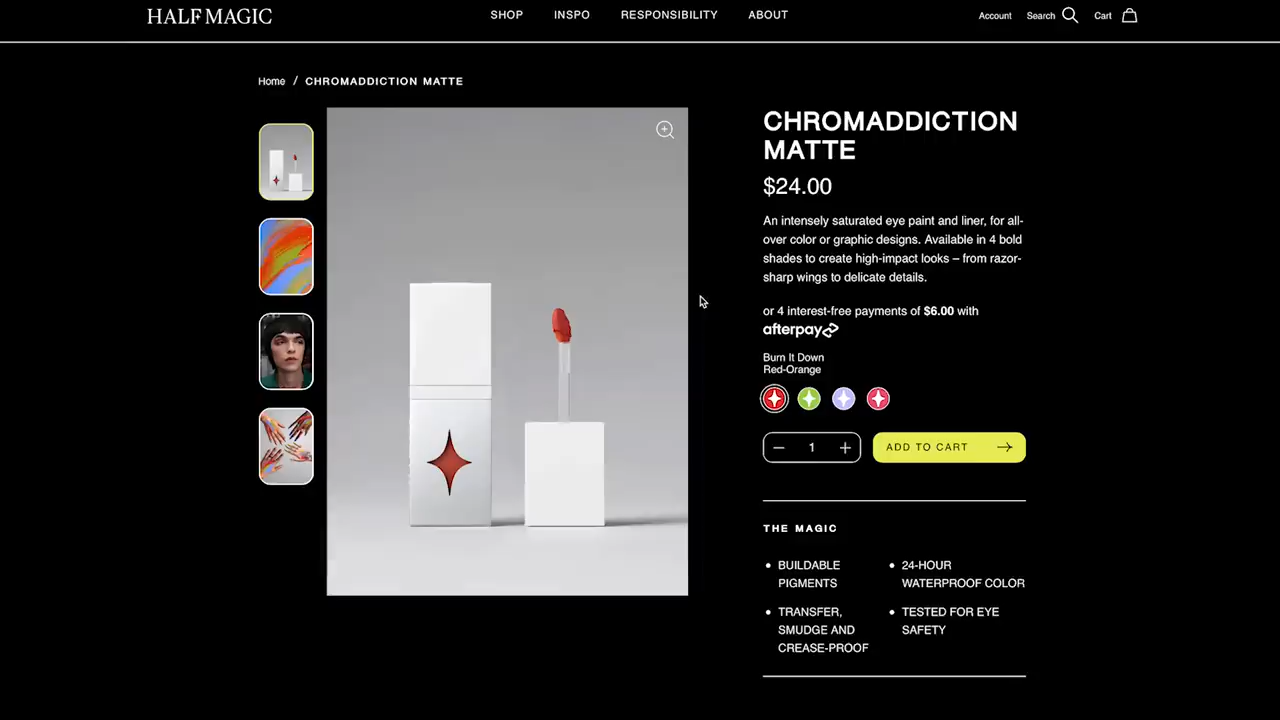 HALF MAGIC
SHOP
INSPO
RESPONSIBILITY
ABOUT
Account
Search
Cart
Home / CHROMADDICTION MATTE
CHROMADDICTION
MATTE
$24.00
An intensely saturated eye paint and liner, for all-
over color or graphic designs. Available in 4 bold
shades to create high-impact looks – from razor-
sharp wings to delicate details.
or 4 interest-free payments of $6.00 with
afterpay
Burn It Down
Red-Orange
1
ADD TO CART
THE MAGIC
• BUILDABLE
PIGMENTS
• 24-HOUR
WATERPROOF COLOR
• TRANSFER,
SMUDGE AND
CREASE-PROOF
• TESTED FOR EYE
SAFETY